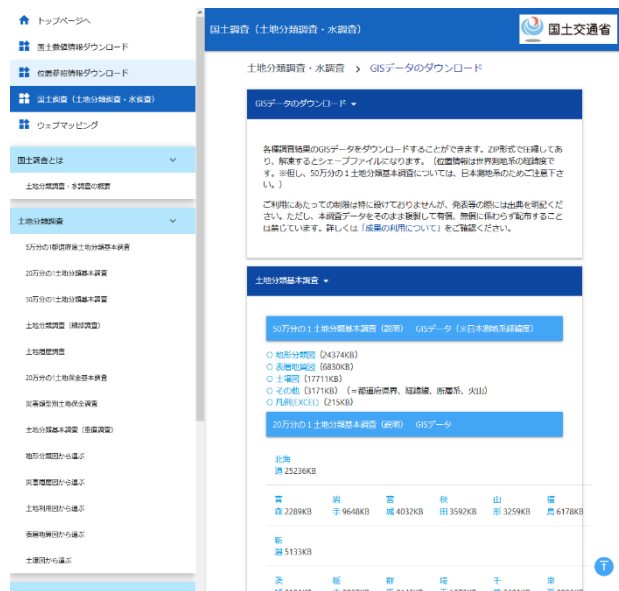 トップページへ
国土数値情報ダウンロード
位置参照情報ダウンロード
国土調査（土地分類調査・水調査）
ウェブマッピング
国土調査とは
土地分類調査・水調査の概要
土地分類調査
5万分の1都道府県土地分類基本調査
20万分の1土地分類基本調査
50万分の1土地分類基本調査
土地分類調査（細部調査）
土地履歴調査
20万分の1土地保全基本調査
災害類型別土地保全調査
土地分類基本調査（垂直調査）
地形分類図から選ぶ
災害履歴図から選ぶ
土地利用図から選ぶ
表層地質図から選ぶ
土壌図から選ぶ
国土調査（土地分類調査・水調査）
国土交通省
土地分類調査・水調査 > GISデータのダウンロード
GISデータのダウンロード
各種調査結果のGISデータをダウンロードすることができます。ZIP形式で圧縮してあ
り、解凍するとシェープファイルになります。（位置情報は世界測地系の経緯度で
す。※但し、50万分の１土地分類基本調査については、日本測地系のためご注意下さ
い。）
ご利用にあたっての制限は特に設けておりませんが、発表等の際には出典を明記くだ
さい。ただし、本調査データをそのまま複製して有償、無償に係わらず配布すること
は禁じています。詳しくは「成果の利用について」をご確認ください。
土地分類基本調査
50万分の１土地分類基本調査（説明） GISデータ（※日本測地系経緯度）
地形分類図（24374KB）
表層地質図（6830KB）
土壌図（17711KB）
その他（3171KB）（＝都道府県界、経緯線、断層系、火山）
凡例(EXCEL)（215KB）
20万分の１土地分類基本調査（説明） GISデータ
北海
道 25236KB
青 岩 宮 秋 山 福
森 2289KB 手 9648KB 城 4032KB 田 3592KB 形 3259KB 島 6178KB
新
潟 5133KB
茨 栃 群 埼 千 東